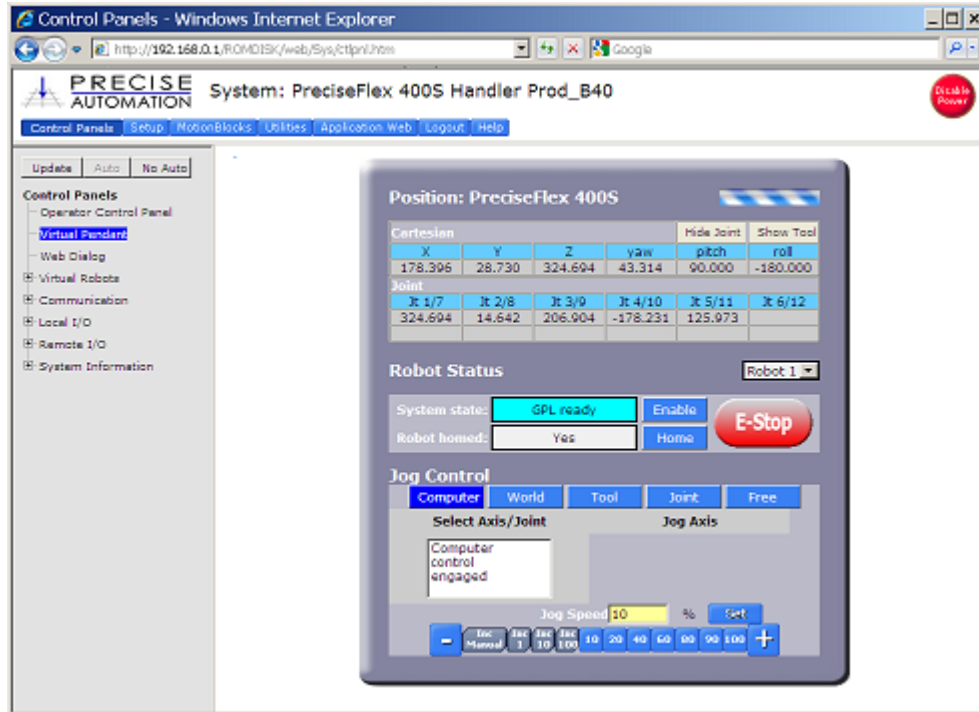 Control Panels - Windows Internet Explorer
http://192.168.0.1/ROMDISK/web/Sys/ctlpnl.htm
Google
PRECISE
AUTOMATION
System: PreciseFlex 400S Handler Prod_B40
Disable
Power
Control Panels Setup MotionBlocks Utilities Application Web Logout Help
Update Auto No Auto
Control Panels
Operator Control Panel
Virtual Pendant
Web Dialog
Virtual Robots
Communication
Local I/O
Remote I/O
System Information
Position: PreciseFlex 400S
Cartesian Hide Joint Show Tool
X Y Z yaw pitch roll
178.396 28.730 324.694 43.314 90.000 -180.000
Joint
Jt 1/7 Jt 2/8 Jt 3/9 Jt 4/10 Jt 5/11 Jt 6/12
324.694 14.642 206.904 -178.231 125.973
Robot Status Robot 1
System state: GPL ready Enable
E-Stop
Robot homed: Yes Home
Jog Control
Computer World Tool Joint Free
Select Axis/Joint Jog Axis
Computer
control
engaged
Jog Speed 10 % Set
- Inc Manual Inc 1 Inc 10 Inc 100 10 20 40 60 80 90 100 +